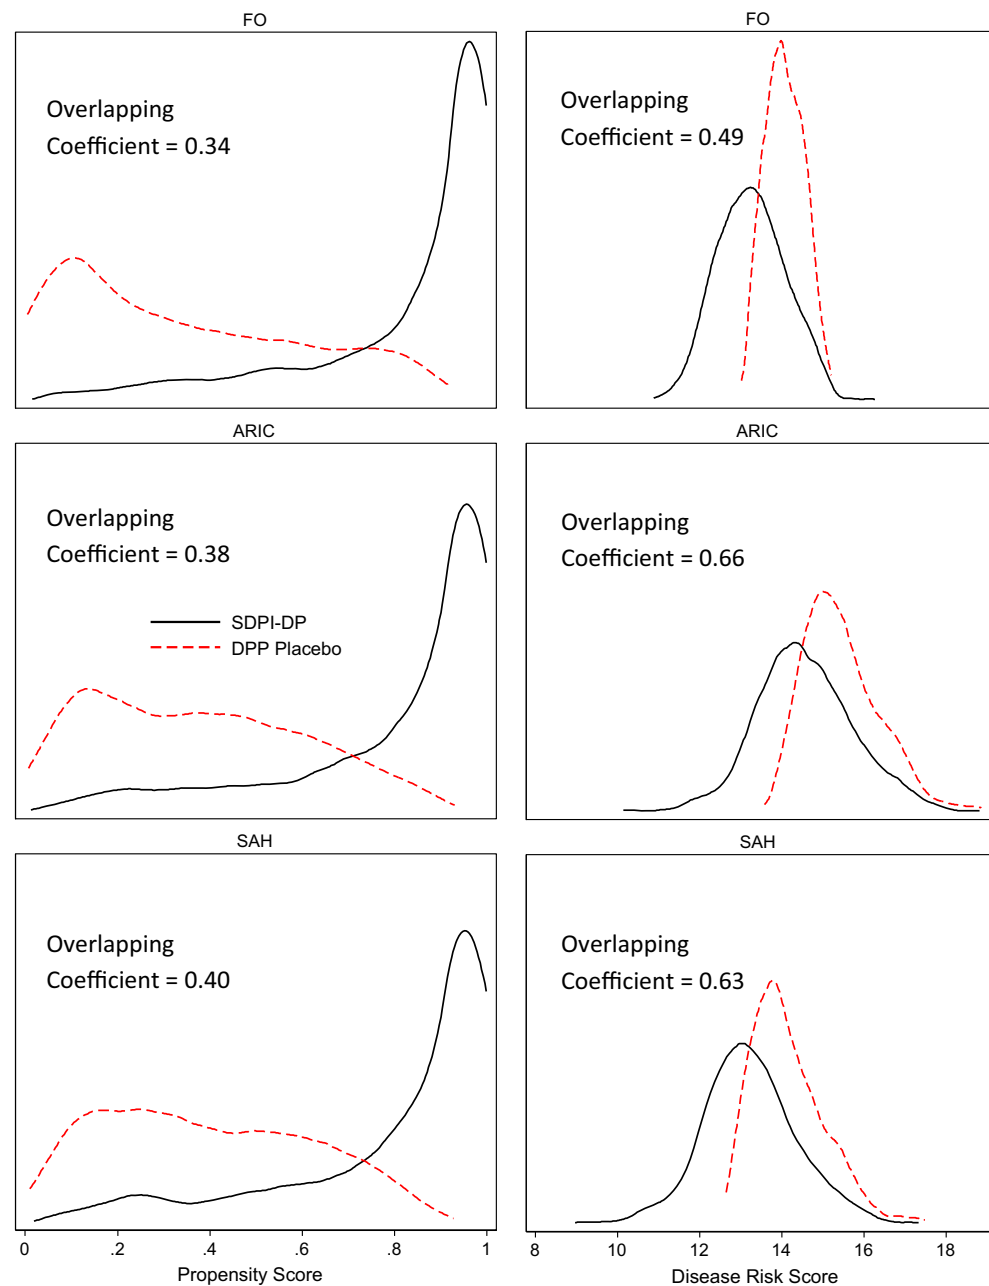 FO
Overlapping
Coefficient = 0.34
FO
Overlapping
Coefficient = 0.49
ARIC
Overlapping
Coefficient = 0.38
SDPI-DP
DPP Placebo
ARIC
Overlapping
Coefficient = 0.66
SAH
Overlapping
Coefficient = 0.40
0 .2 .4 .6 .8 1
Propensity Score
SAH
Overlapping
Coefficient = 0.63
8 10 12 14 16 18
Disease Risk Score